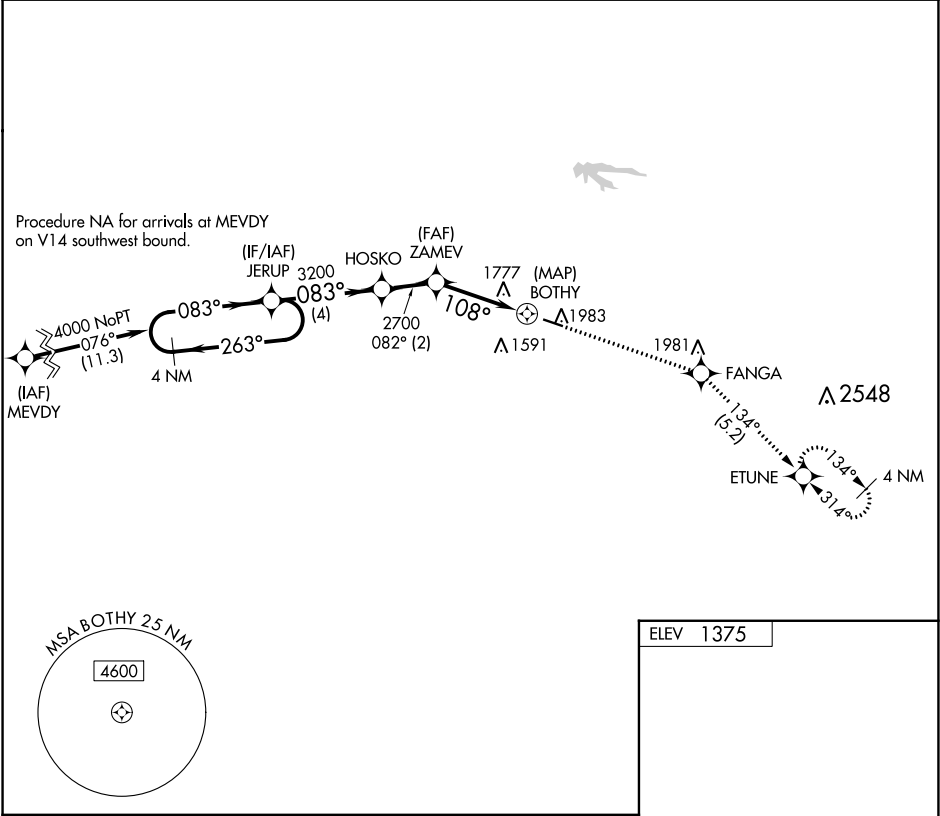 Procedure NA for arrivals at MEVDY
on V14 southwest bound.
(IAF)
MEVDY
4000 NoPT
076°
(11.3)
083°
263°
4 NM
(IF/IAF)
JERUP
3200
083°
(4)
HOSKO
2700
082° (2)
(FAF)
ZAMEV
108°
1777
(MAP)
BOTHY
1983
1591
1981
FANGA
2548
134°
(5.2)
ETUNE
134°
314°
4 NM
MSA BOTHY 25 NM
4600
ELEV 1375